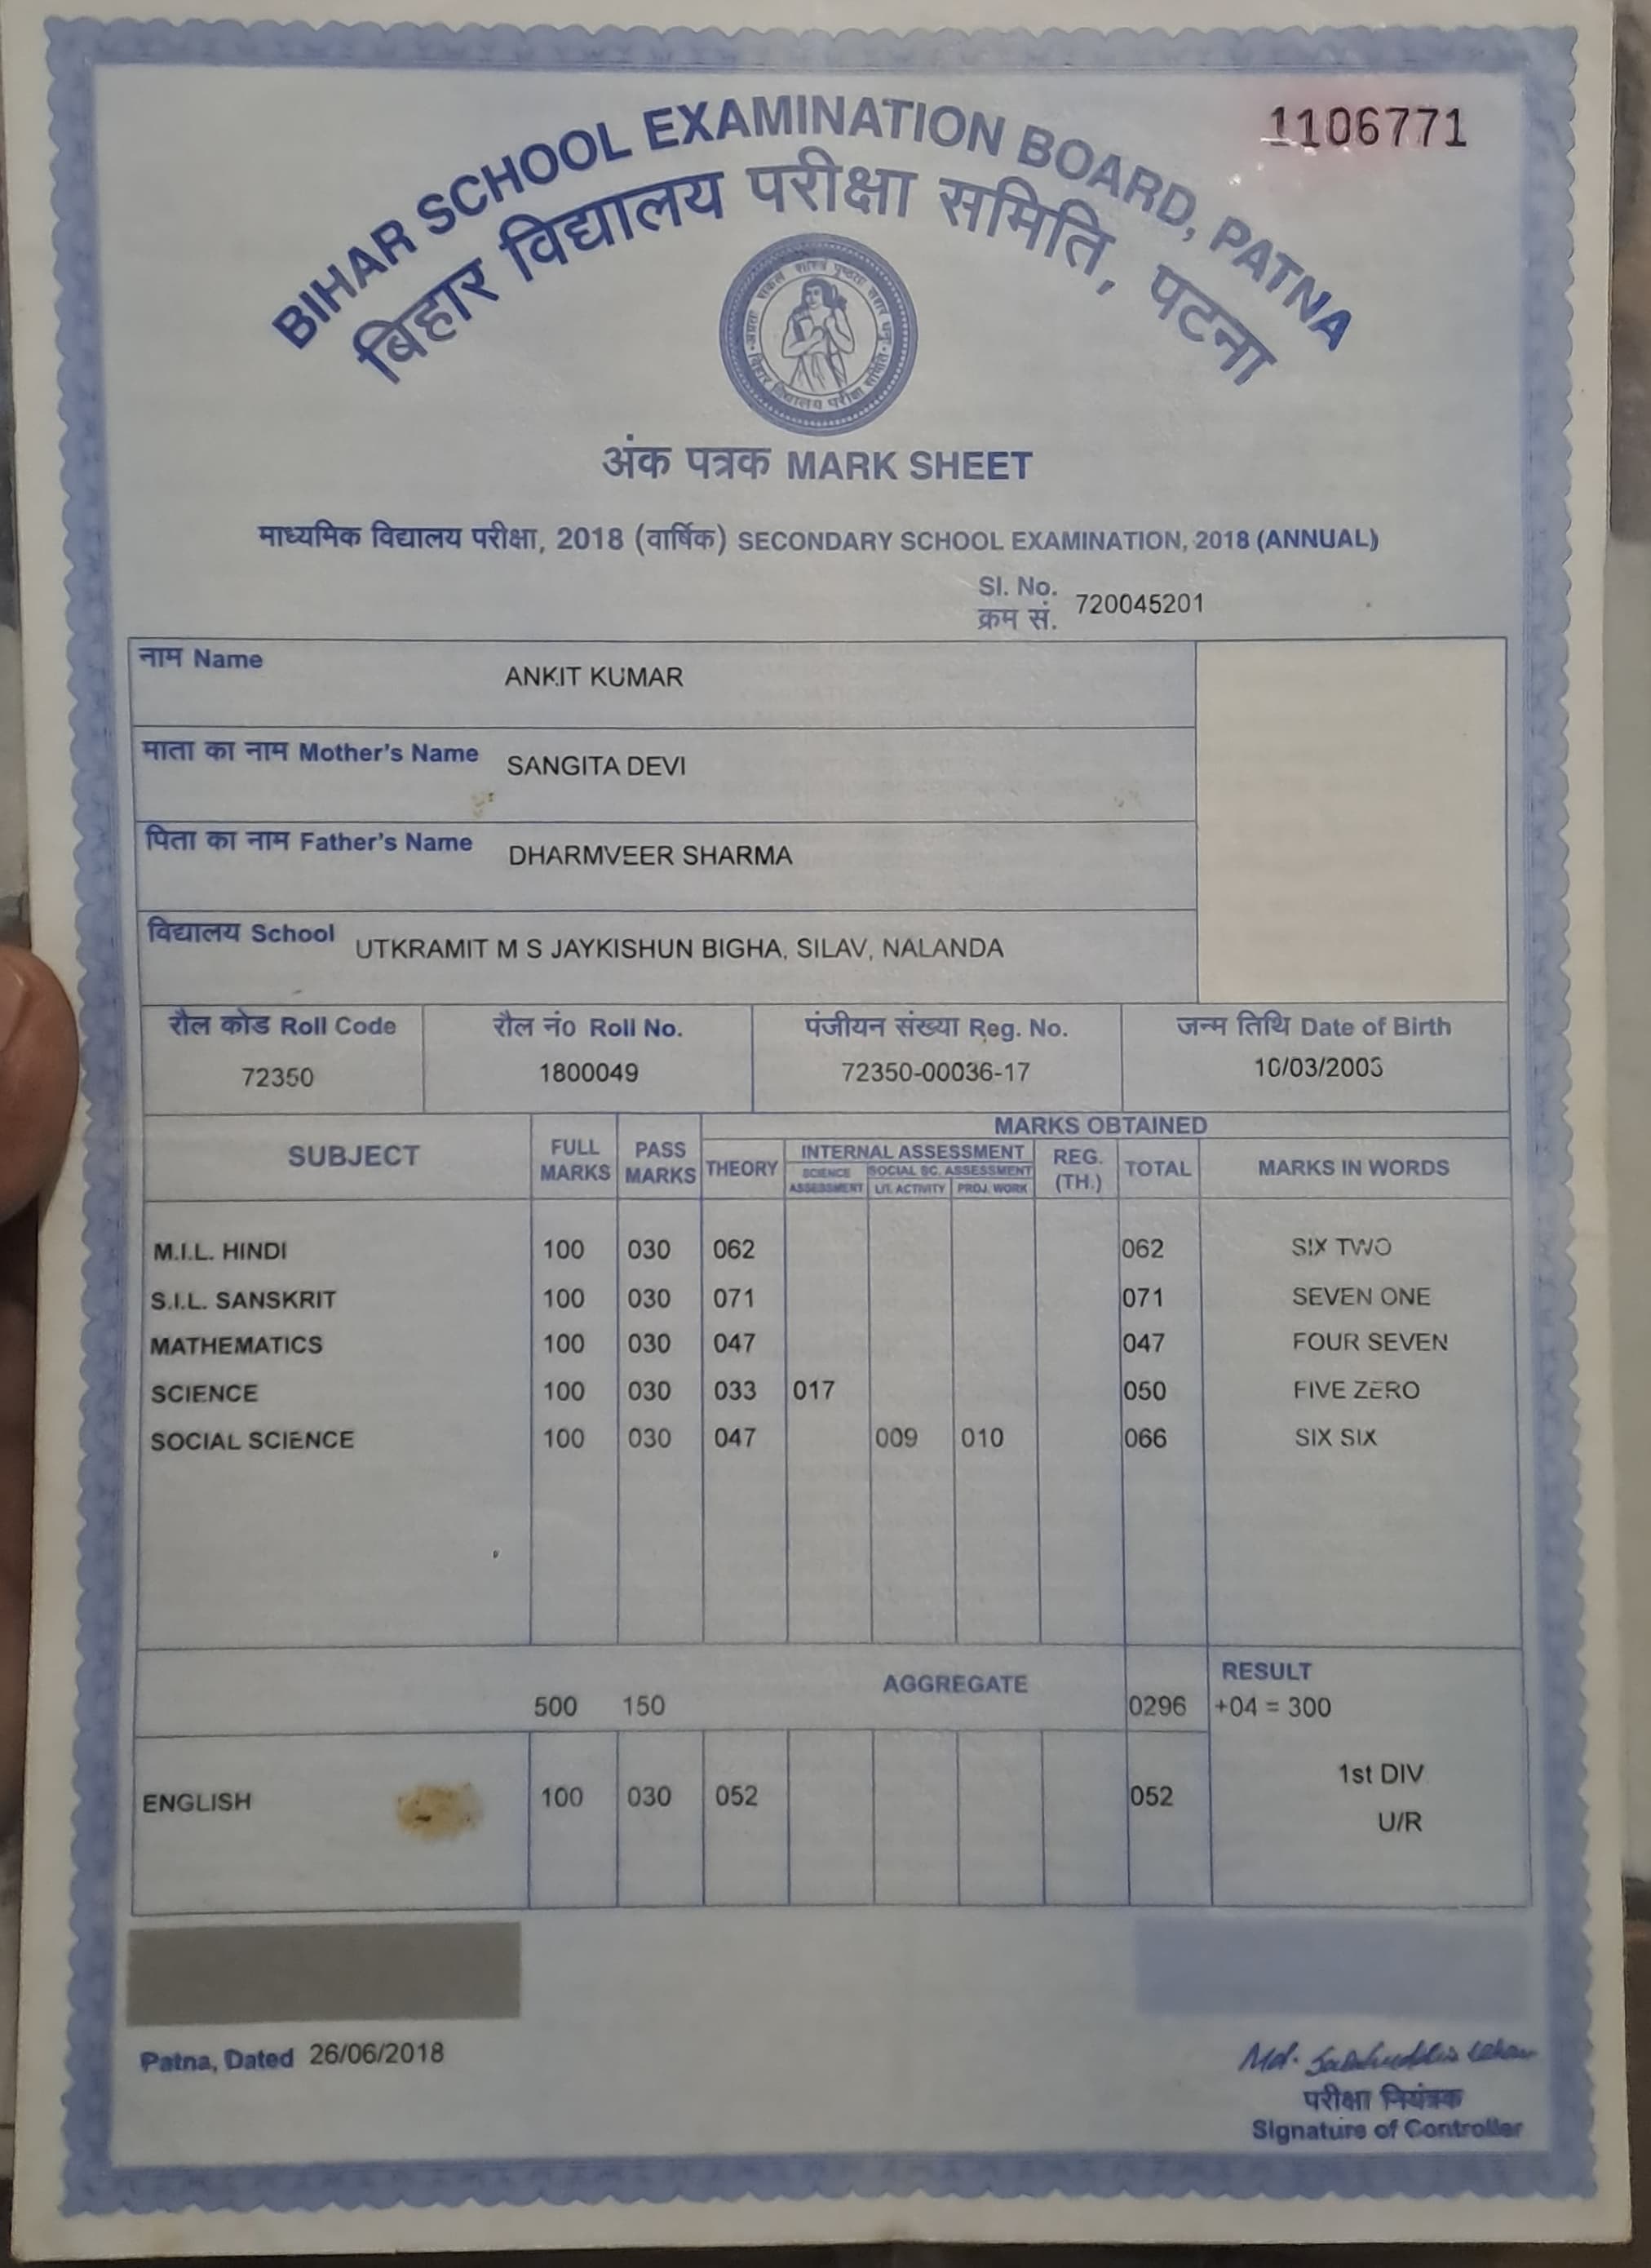 1106771
BIHAR SCHOOL EXAMINATION BOARD, PATNA
बिहार विद्यालय परीक्षा समिति, पटना
अंक पत्रक MARK SHEET
माध्यमिक विद्यालय परीक्षा, 2018 (वार्षिक) SECONDARY SCHOOL EXAMINATION, 2018 (ANNUAL)
Sl. No.
क्रम सं. 720045201
नाम Name ANKIT KUMAR
माता का नाम Mother's Name SANGITA DEVI
पिता का नाम Father's Name DHARMVEER SHARMA
विद्यालय School UTKRAMIT M S JAYKISHUN BIGHA, SILAV, NALANDA
रौल कोड Roll Code रौल नं0 Roll No. पंजीयन संख्या Reg. No. जन्म तिथि Date of Birth
72350 1800049 72350-00036-17 10/03/2003
MARKS OBTAINED
SUBJECT FULL MARKS PASS MARKS THEORY INTERNAL ASSESSMENT REG. (TH.) TOTAL MARKS IN WORDS
SCIENCE ASSESSMENT SOCIAL SC. ASSESSMENT
LIT. ACTIVITY PROJ. WORK
M.I.L. HINDI 100 030 062 062 SIX TWO
S.I.L. SANSKRIT 100 030 071 071 SEVEN ONE
MATHEMATICS 100 030 047 047 FOUR SEVEN
SCIENCE 100 030 033 017 050 FIVE ZERO
SOCIAL SCIENCE 100 030 047 009 010 066 SIX SIX
AGGREGATE RESULT
500 150 0296 +04 = 300
1st DIV
ENGLISH 100 030 052 052
U/R
Patna, Dated 26/06/2018
परीक्षा नियंत्रक
Signature of Controller